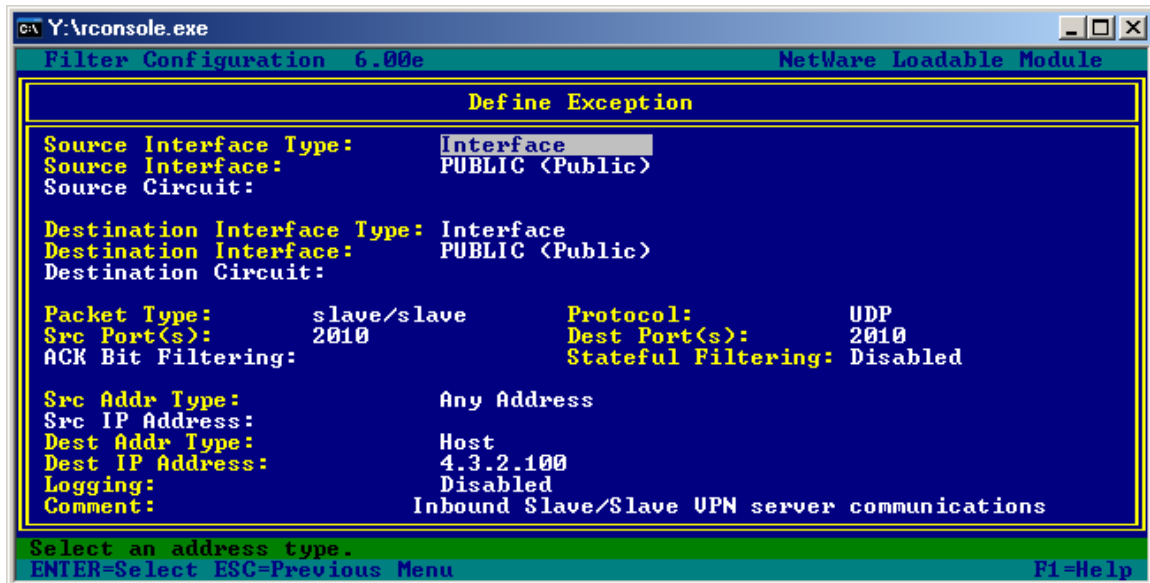 Y:\rconsole.exe
Filter Configuration 6.00e NetWare Loadable Module
Define Exception
Source Interface Type: Interface
Source Interface: PUBLIC (Public)
Source Circuit:
Destination Interface Type: Interface
Destination Interface: PUBLIC (Public)
Destination Circuit:
Packet Type: slave/slave Protocol: UDP
Src Port(s): 2010 Dest Port(s): 2010
ACK Bit Filtering: Stateful Filtering: Disabled
Src Addr Type: Any Address
Src IP Address:
Dest Addr Type: Host
Dest IP Address: 4.3.2.100
Logging: Disabled
Comment: Inbound Slave/Slave VPN server communications
Select an address type.
ENTER=Select ESC=Previous Menu F1=Help